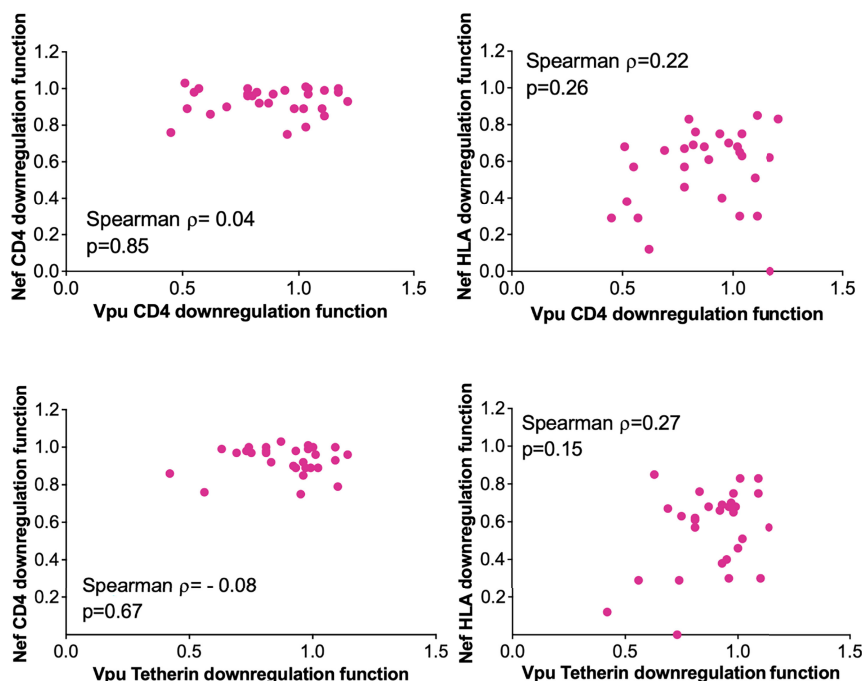 Nef CD4 downregulation function
1.2
1.0
0.8
0.6
0.4
0.2
0.0
Spearman ρ= 0.04
p=0.85
0.0 0.5 1.0 1.5
Vpu CD4 downregulation function
Nef HLA downregulation function
1.2
1.0
0.8
0.6
0.4
0.2
0.0
Spearman ρ=0.22
p=0.26
0.0 0.5 1.0 1.5
Vpu CD4 downregulation function
Nef CD4 downregulation function
1.2
1.0
0.8
0.6
0.4
0.2
Spearman ρ= - 0.08
p=0.67
0.0 0.5 1.0 1.5
Vpu Tetherin downregulation function
Nef HLA downregulation function
1.2
1.0
0.8
0.6
0.4
0.2
Spearman ρ=0.27
p=0.15
0.0 0.5 1.0 1.5
Vpu Tetherin downregulation function